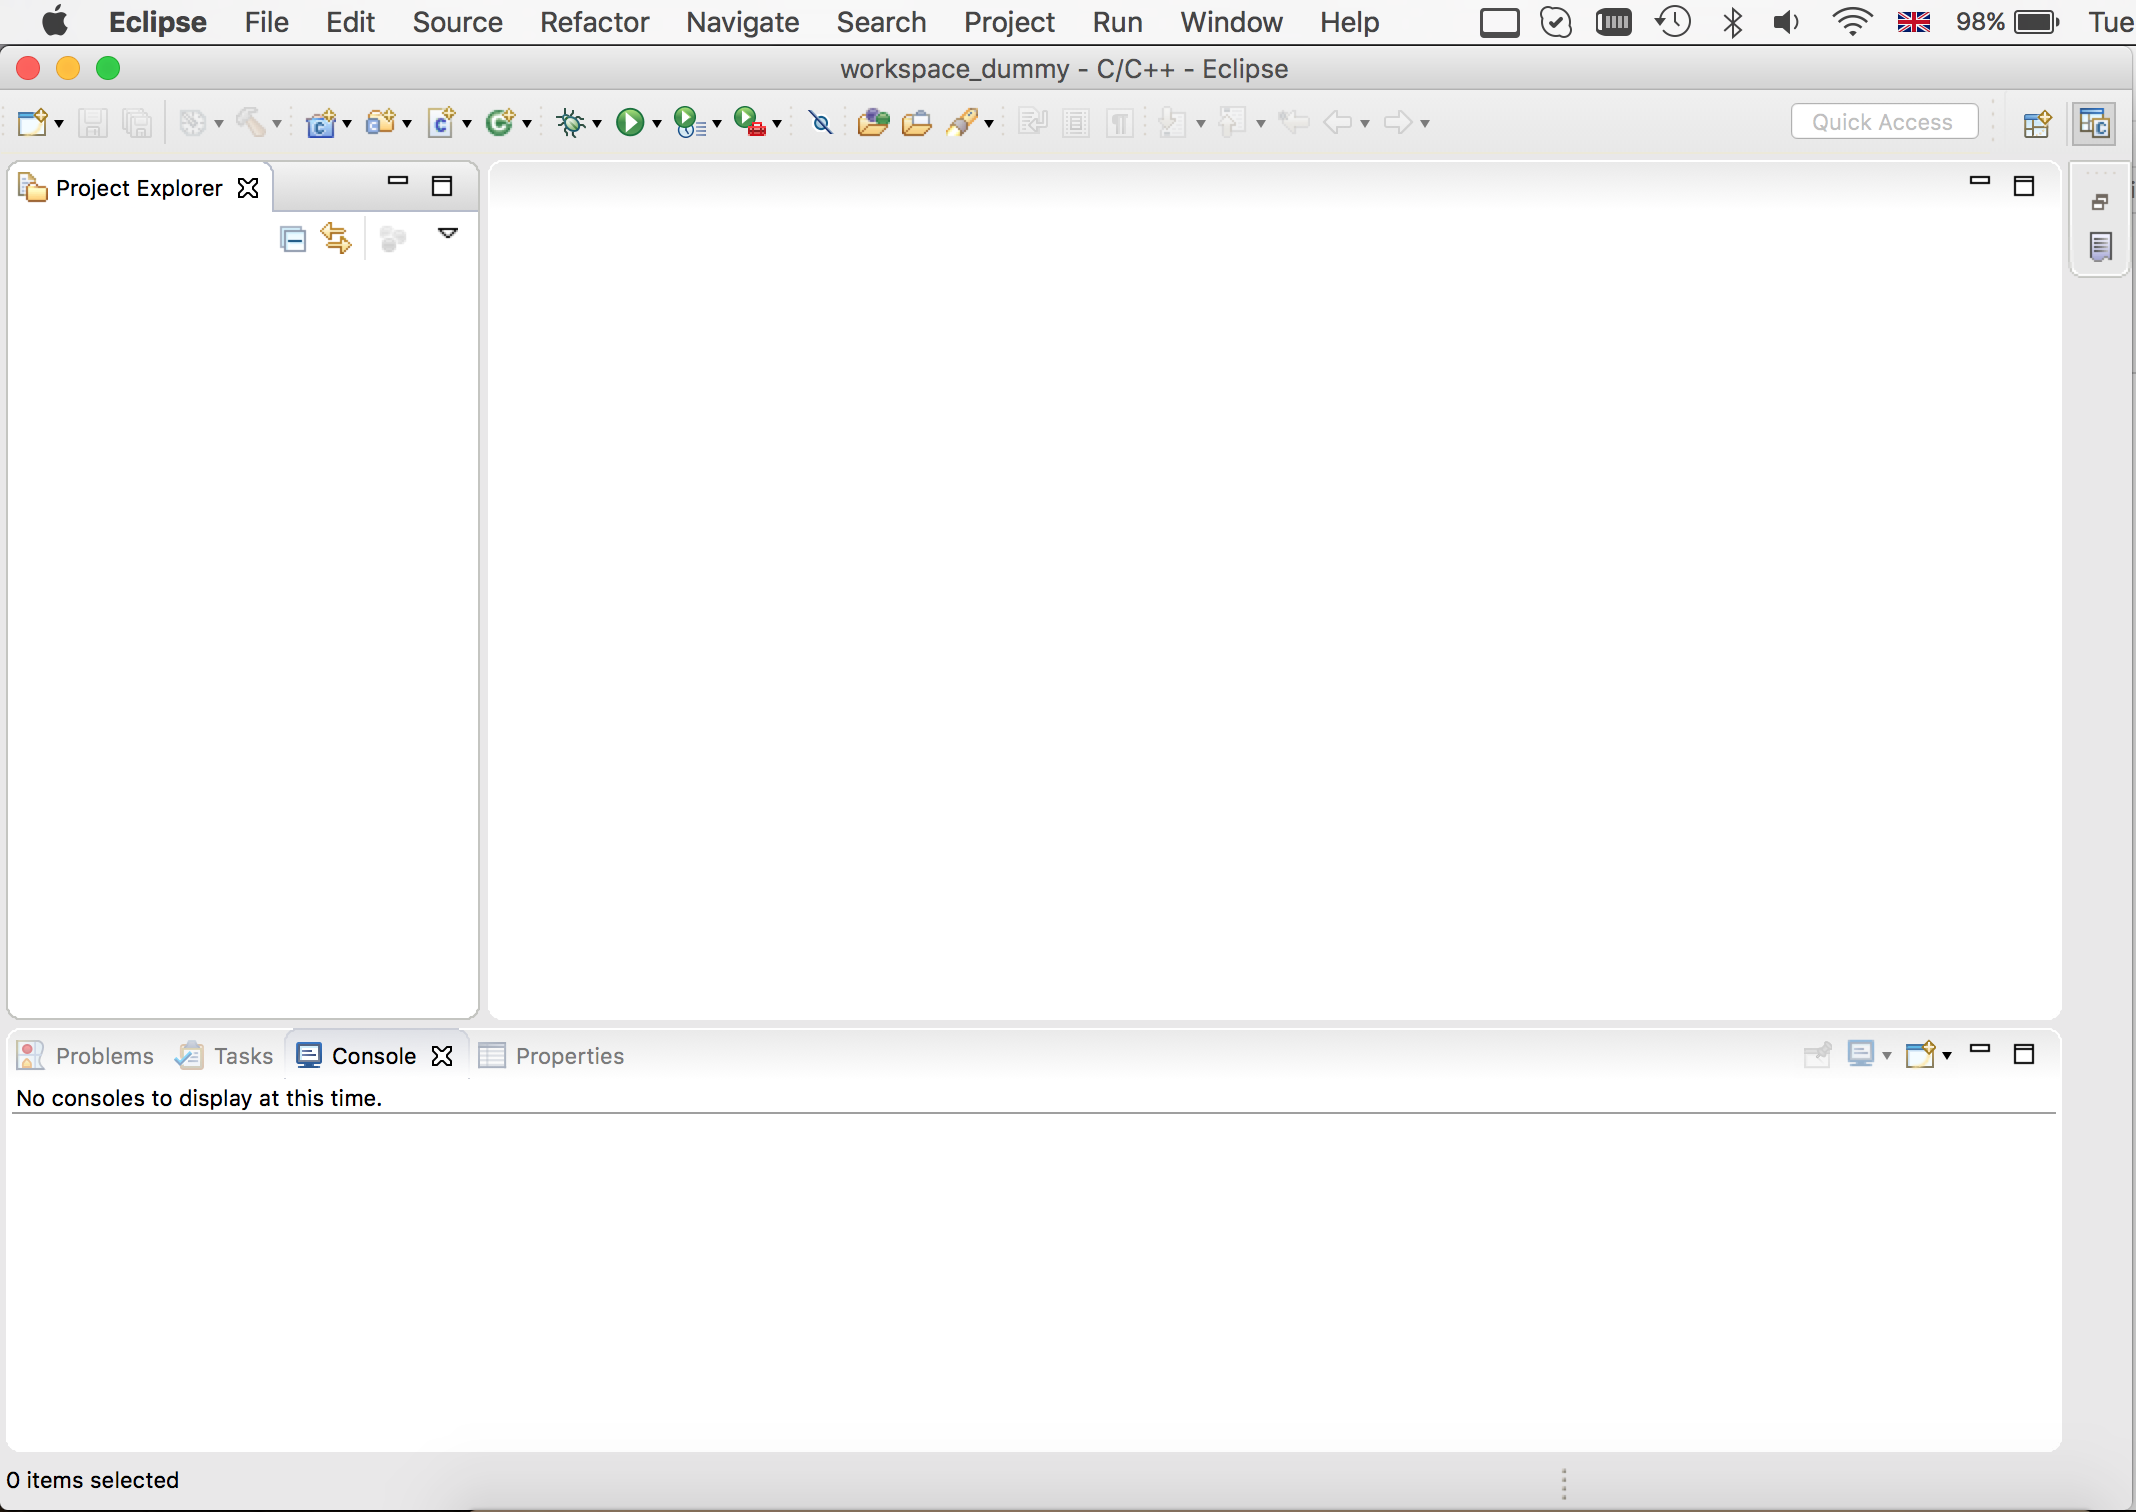 Eclipse File Edit Source Refactor Navigate Search Project Run Window Help 98% Tue
workspace_dummy - C/C++ - Eclipse
Quick Access
Project Explorer
Problems Tasks Console Properties
No consoles to display at this time.
0 items selected